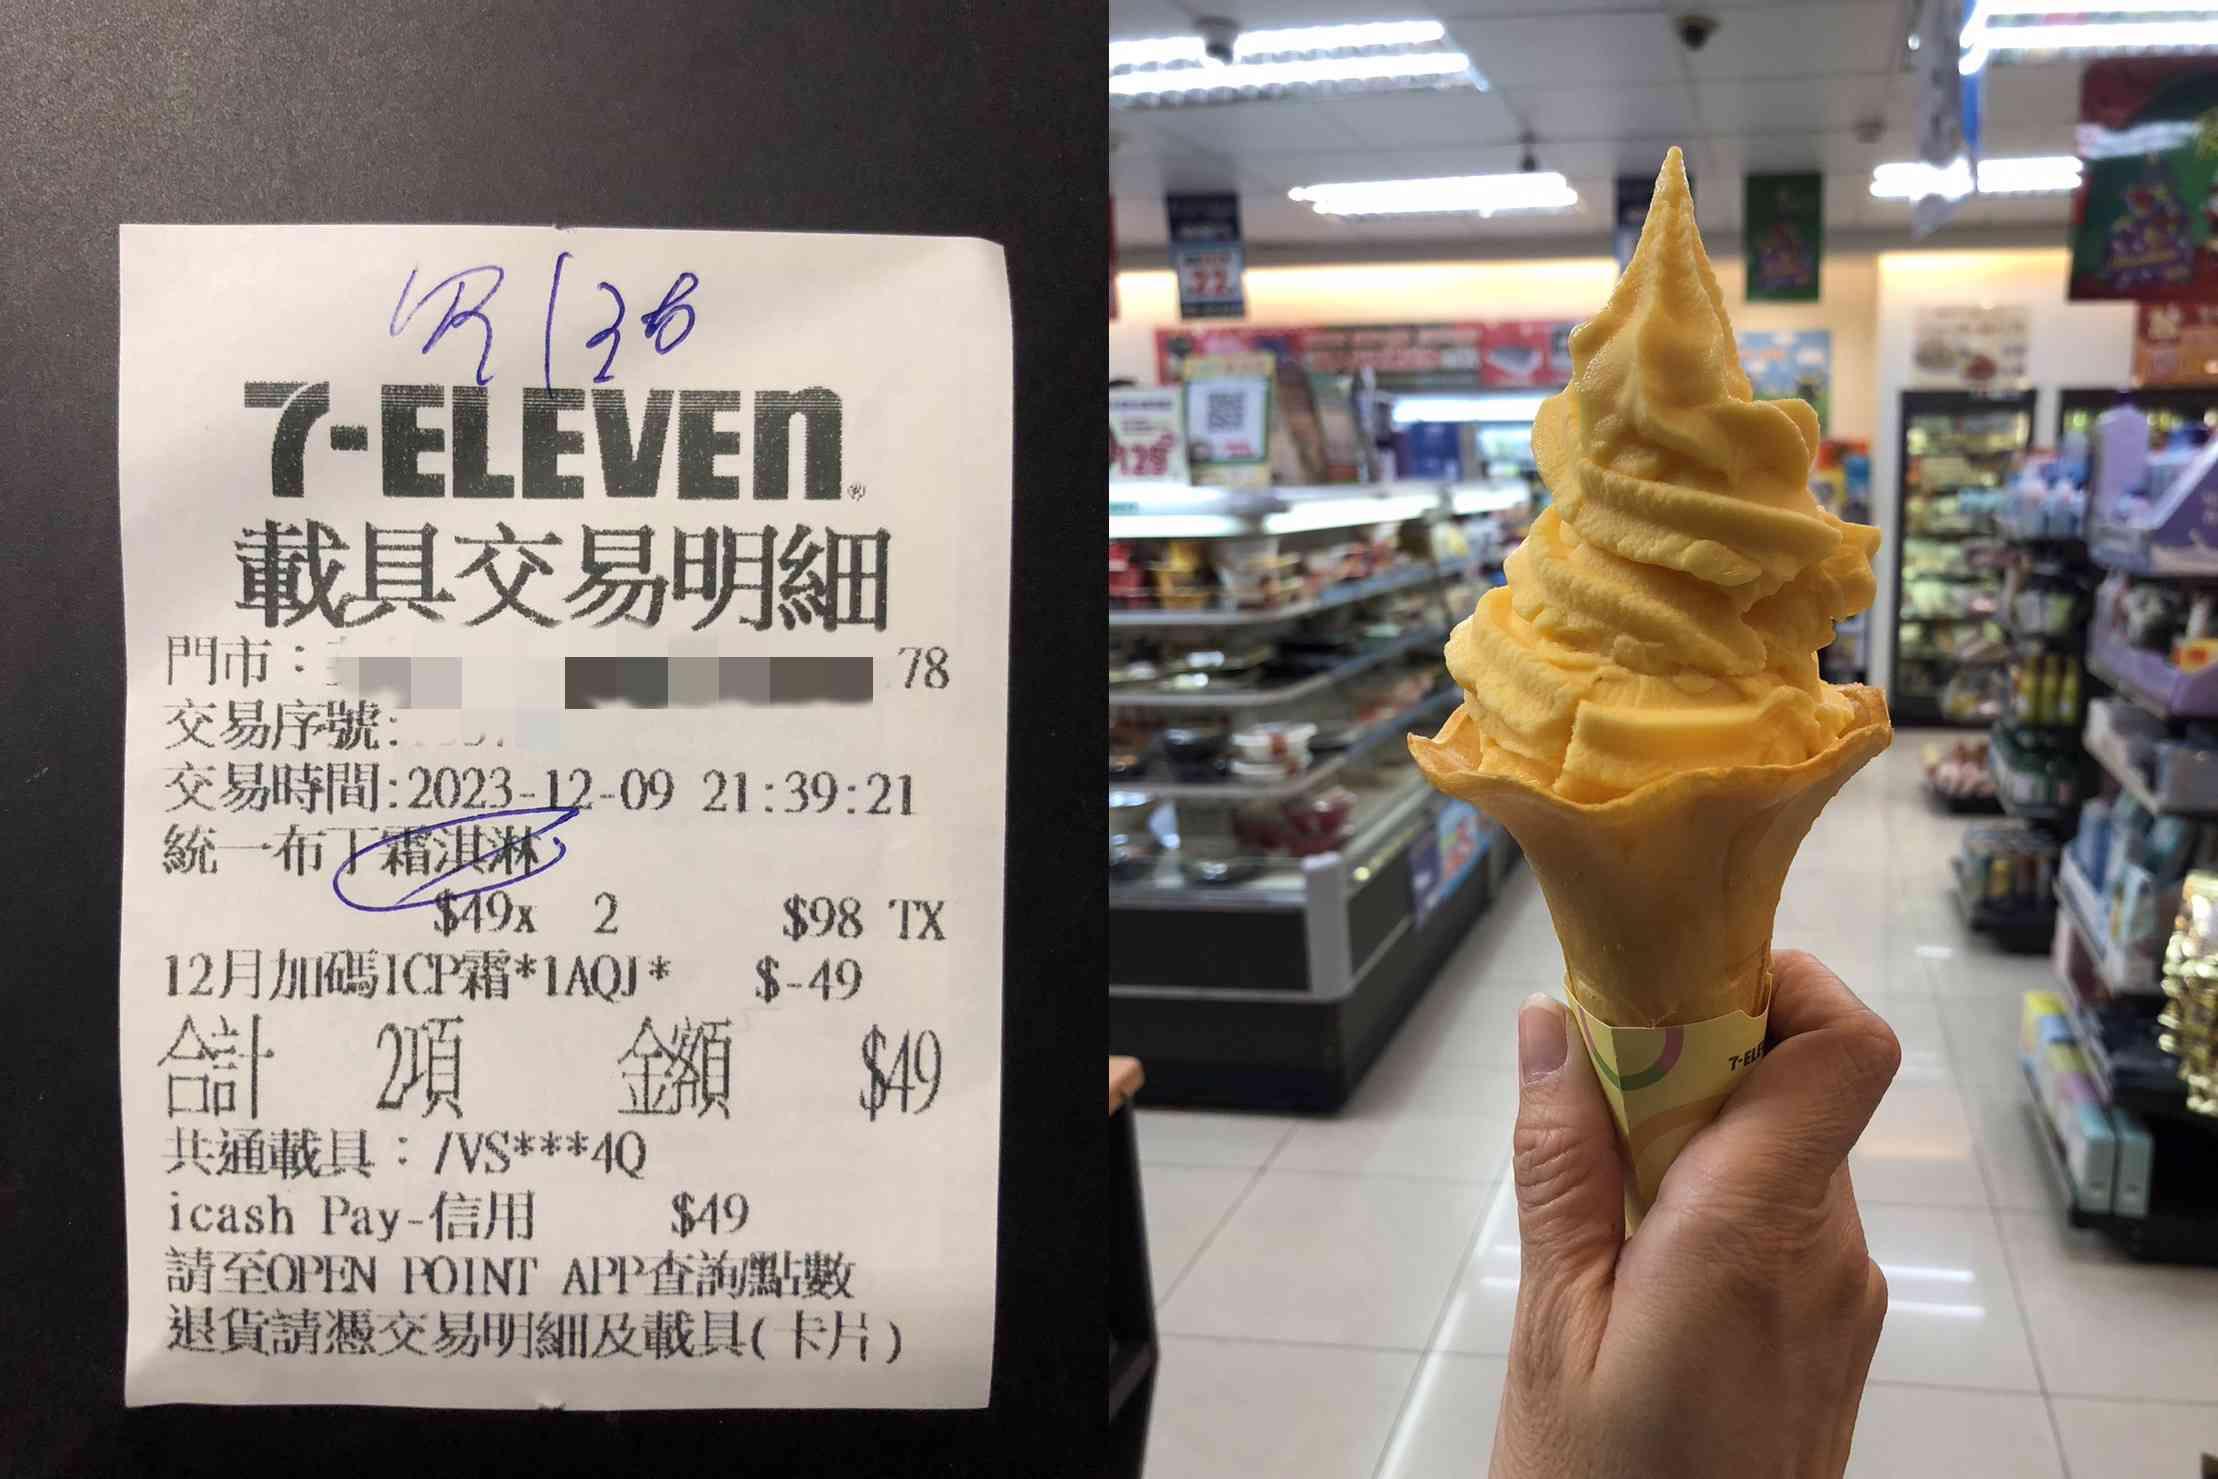 7-ELEVEN®
載具交易明細
門市: 78
交易序號:
交易時間:2023-12-09 21:39:21
統一布丁霜淇淋
$49x 2 $98 TX
12月加碼ICP霜*1AQJ* $-49
合計 2項 金額 $49
共通載具:/VS***4Q
icash Pay-信用 $49
請至OPEN POINT APP查詢點數
退貨請憑交易明細及載具(卡片)
22
129
7-ELEV